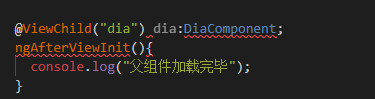 @ViewChild("dia") dia:DiaComponent;
ngAfterViewInit(){
console.log("父组件加载完毕");
}